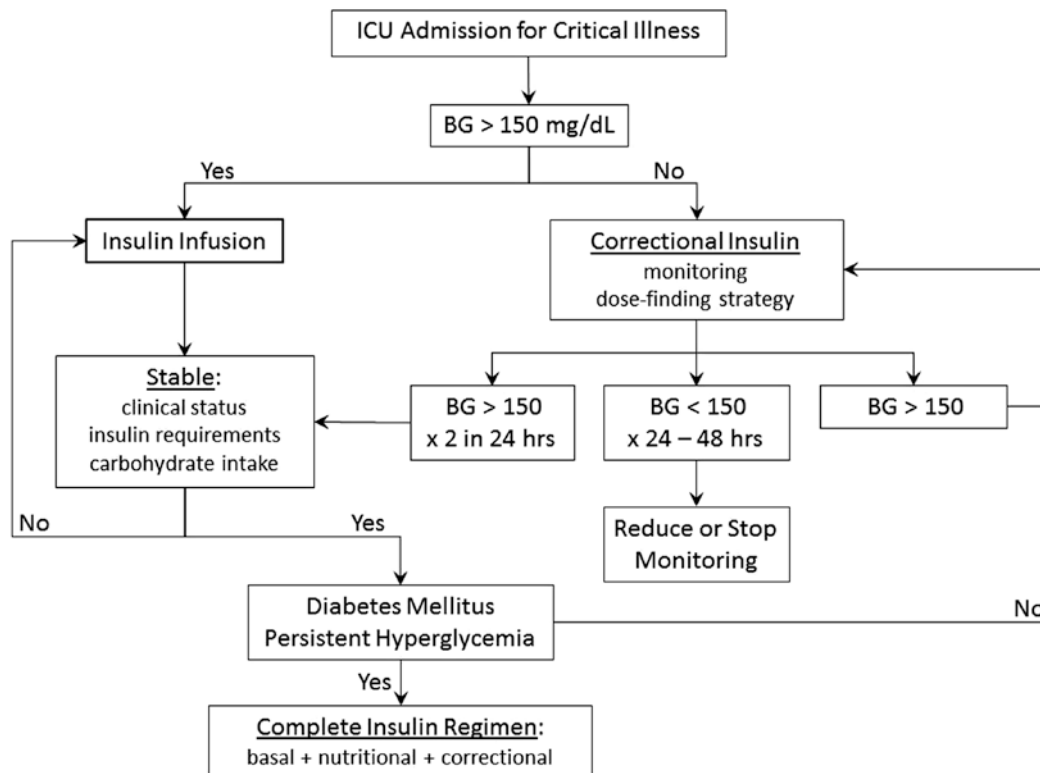 ICU Admission for Critical Illness
BG > 150 mg/dL
Yes
No
Insulin Infusion
Correctional Insulin
monitoring
dose-finding strategy
Stable:
clinical status
insulin requirements
carbohydrate intake
BG > 150
x 2 in 24 hrs
BG < 150
x 24 – 48 hrs
BG > 150
No
Yes
Reduce or Stop
Monitoring
Diabetes Mellitus
Persistent Hyperglycemia
No
Yes
Complete Insulin Regimen:
basal + nutritional + correctional